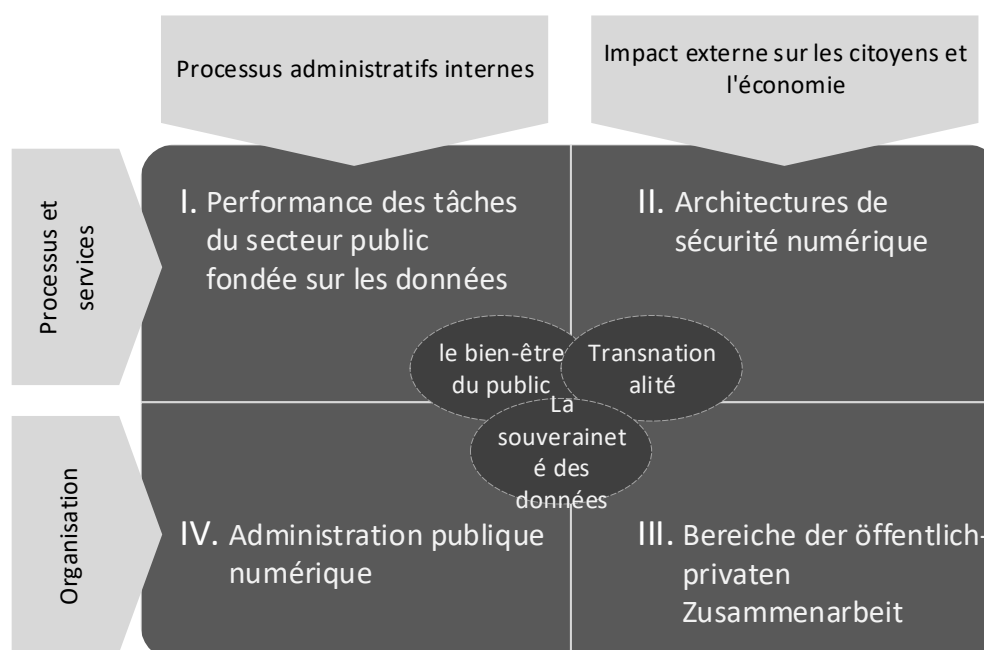 Processus administratifs internes
Impact externe sur les citoyens et
l'économie
Processus et
services
I. Performance des tâches
du secteur public
fondée sur les données
II. Architectures de
sécurité numérique
le bien-être
du public
Transnation
alité
La
souverainet
é des
données
Organisation
IV. Administration publique
numérique
III. Bereiche der öffentlich-
privaten
Zusammenarbeit